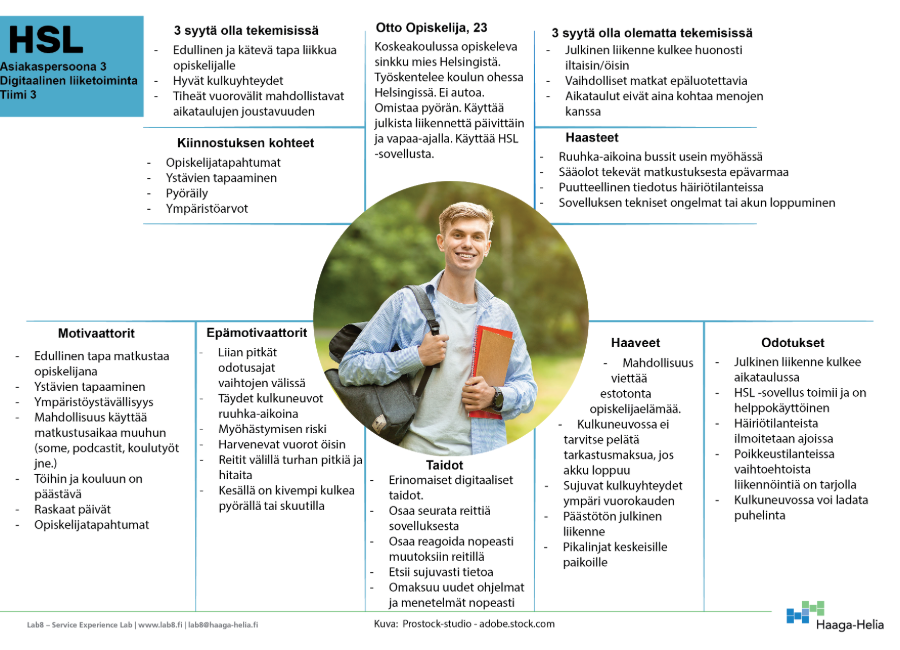 HSL
Asiakaspersoona 3
Digitaalinen liiketoiminta
Tiimi 3
3 syytä olla tekemisissä
- Edullinen ja kätevä tapa liikkua
opiskelijalle
- Hyvät kulkuyhteydet
- Tiheät vuorovälit mahdollistavat
aikataulujen joustavuuden
Otto Opiskelija, 23
Koskeakoulussa opiskeleva
sinkku mies Helsingistä.
Työskentelee koulun ohessa
Helsingissä. Ei autoa.
Omistaa pyörän. Käyttää
julkista liikennettä päivittäin
ja vapaa-ajalla. Käyttää HSL
-sovellusta.
3 syytä olla olematta tekemisissä
- Julkinen liikenne kulkee huonosti
iltaisin/öisin
- Vaihdolliset matkat epäluotettavia
- Aikataulut eivät aina kohtaa menojen
kanssa
Kiinnostuksen kohteet
- Opiskelijatapahtumat
- Ystävien tapaaminen
- Pyöräily
- Ympäristöarvot
Haasteet
- Ruuhka-aikoina bussit usein myöhässä
- Sääolot tekevät matkustuksesta epävarmaa
- Puutteellinen tiedotus häiriötilanteissa
- Sovelluksen tekniset ongelmat tai akun loppuminen
Motivaattorit
- Edullinen tapa matkustaa
opiskelijana
- Ystävien tapaaminen
- Ympäristöystävällisyys
- Mahdollisuus käyttää
matkustusaikaa muuhun
(some, podcastit, koulutyöt
jne.)
- Töihin ja kouluun on
päästävä
- Raskaat päivät
- Opiskelijatapahtumat
Epämotivaattorit
- Liian pitkät
odotusajat
vaihtojen välissä
- Täydet kulkuneuvot
ruuhka-aikoina
- Myöhästymisen riski
- Harvenevat vuorot öisin
- Reitit välillä turhan pitkiä ja
hitaita
- Kesällä on kivempi kulkea
pyörällä tai skuutilla
Taidot
- Erinomaiset digitaaliset
taidot.
- Osaa seurata reittiä
sovelluksesta
- Osaa reagoida nopeasti
muutoksiin reitillä
- Etsii sujuvasti tietoa
- Omaksuu uudet ohjelmat
ja menetelmät nopeasti
Haaveet
- Mahdollisuus
viettää
estotonta
opiskelijaelämää.
- Kulkuneuvossa ei
tarvitse pelätä
tarkastusmaksua, jos
akku loppuu
- Sujuvat kulkuyhteydet
ympäri vuorokauden
- Päästötön julkinen
liikenne
- Pikalinjat keskeisille
paikoille
Odotukset
- Julkinen liikenne kulkee
aikataulussa
- HSL -sovellus toimii ja on
helppokäyttöinen
- Häiriötilanteista
ilmoitetaan ajoissa
- Poikkeustilanteissa
vaihtoehtoista
liikennöintiä on tarjolla
- Kulkuneuvossa voi ladata
puhelinta
Lab8 – Service Experience Lab | www.lab8.fi | lab8@haaga-helia.fi
Kuva: Prostock-studio - adobe.stock.com
Haaga-Helia